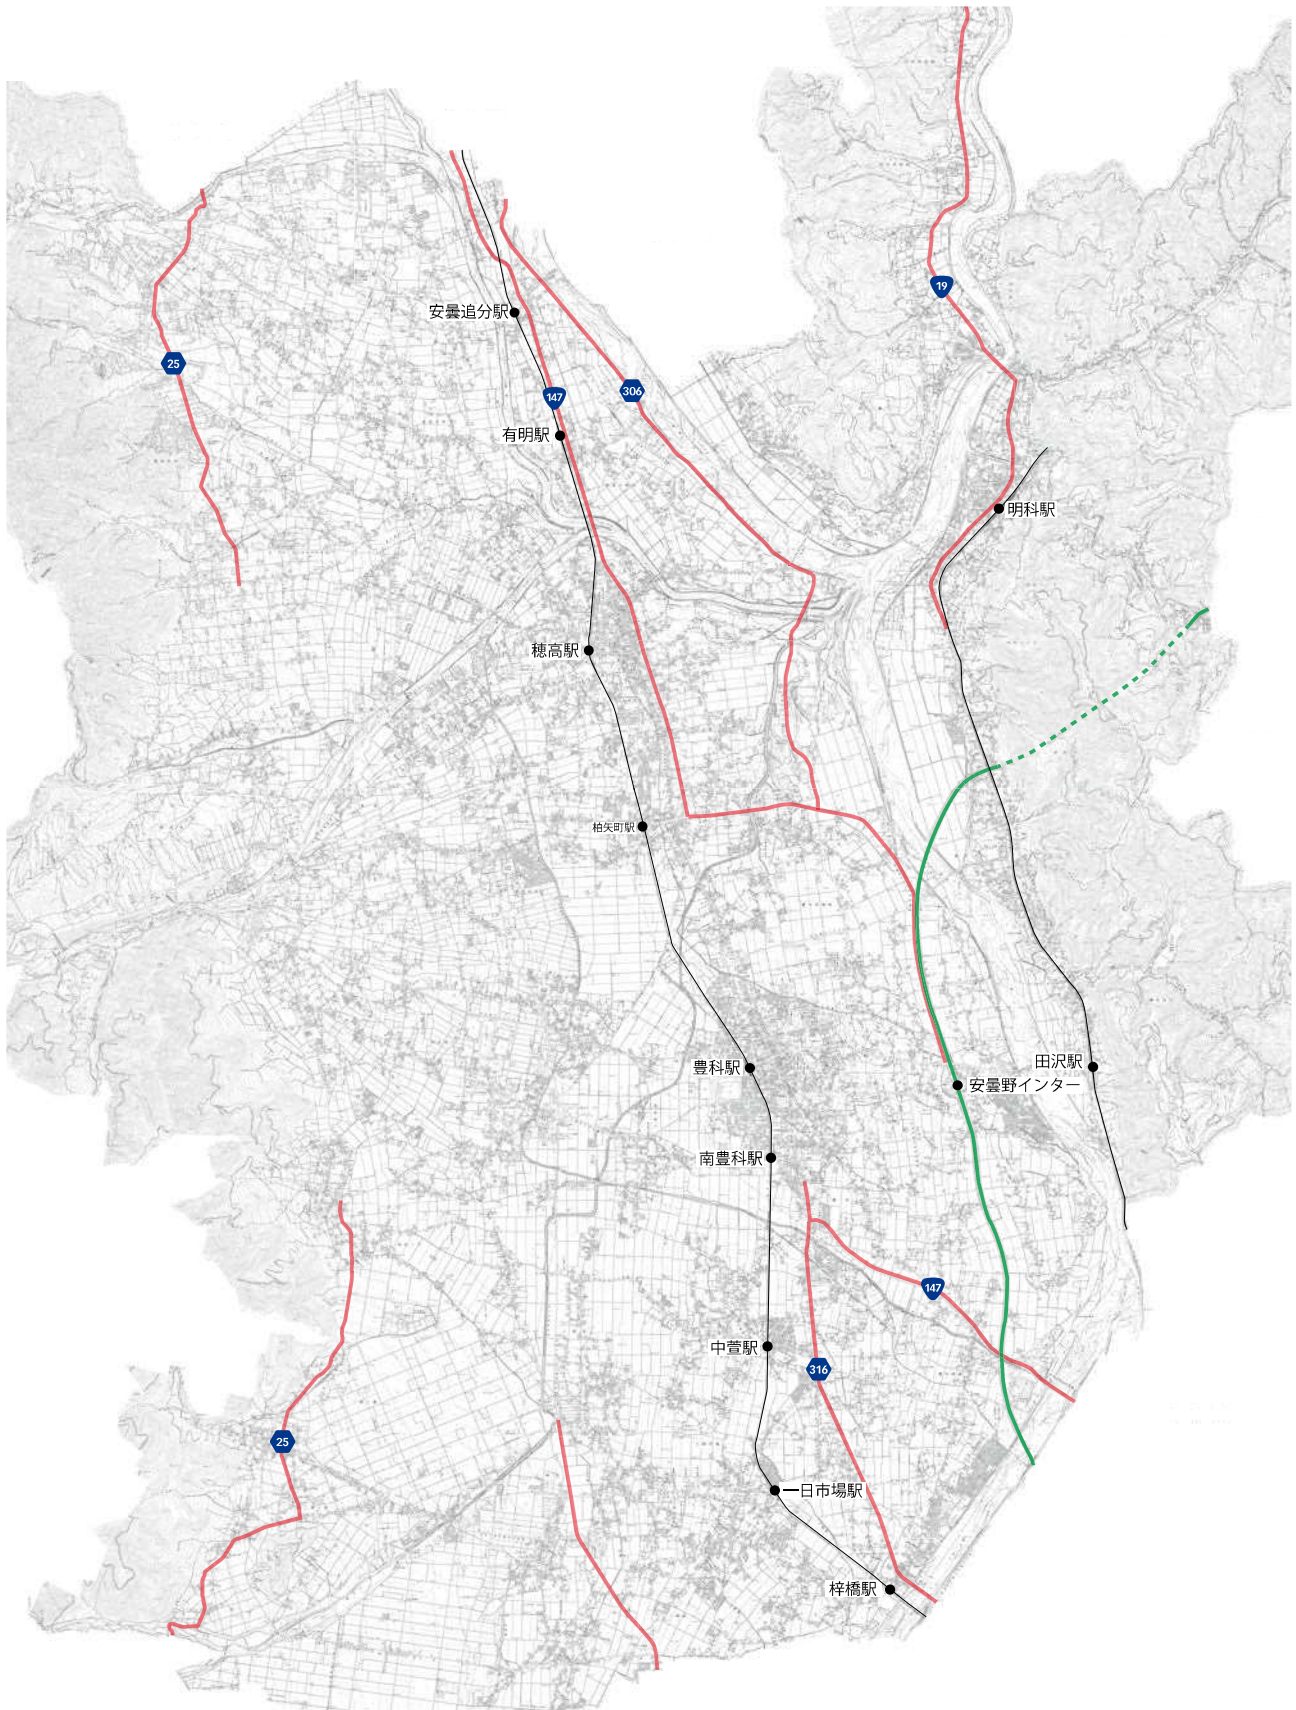 19
安曇追分駅
25
306
147
有明駅
明科駅
穂高駅
柏矢町駅
豊科駅
田沢駅
安曇野インター
南豊科駅
147
中萱駅
316
25
一日市場駅
梓橋駅